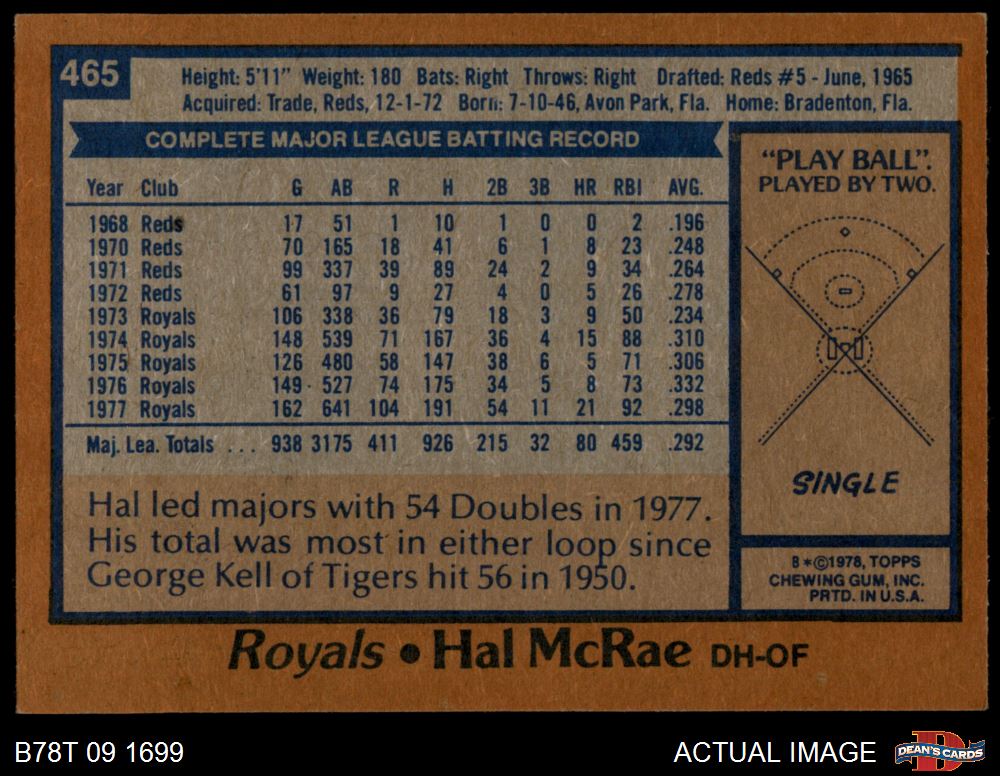 465
Height: 5'11" Weight: 180 Bats: Right Throws: Right Drafted: Reds #5 - June, 1965
Acquired: Trade, Reds, 12-1-72 Born: 7-10-46, Avon Park, Fla. Home: Bradenton, Fla.
COMPLETE MAJOR LEAGUE BATTING RECORD
Year Club G AB R H 2B 3B HR RBI AVG.
1968 Reds 17 51 1 10 1 0 0 2 .196
1970 Reds 70 165 18 41 6 1 8 23 .248
1971 Reds 99 337 39 89 24 2 9 34 .264
1972 Reds 61 97 9 27 4 0 5 26 .278
1973 Royals 106 338 36 79 18 3 9 50 .234
1974 Royals 148 539 71 167 36 4 15 88 .310
1975 Royals 126 480 58 147 38 6 5 71 .306
1976 Royals 149 527 74 175 34 5 8 73 .332
1977 Royals 162 641 104 191 54 11 21 92 .298
Maj. Lea. Totals ... 938 3175 411 926 215 32 80 459 .292
Hal led majors with 54 Doubles in 1977.
His total was most in either loop since
George Kell of Tigers hit 56 in 1950.
"PLAY BALL".
PLAYED BY TWO.
SINGLE
B*©1978, TOPPS
CHEWING GUM, INC.
PRTD. IN U.S.A.
Royals • Hal McRae DH-OF
B78T 09 1699
ACTUAL IMAGE
DEAN'S CARDS